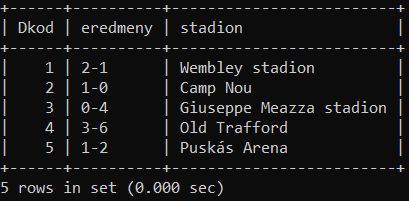 +------+----------+-------------------------+
| Dkod | eredmeny | stadion                 |
+------+----------+-------------------------+
|    1 | 2-1      | Wembley stadion         |
|    2 | 1-0      | Camp Nou                |
|    3 | 0-4      | Giuseppe Meazza stadion |
|    4 | 3-6      | Old Trafford            |
|    5 | 1-2      | Puskás Arena            |
+------+----------+-------------------------+
5 rows in set (0.000 sec)